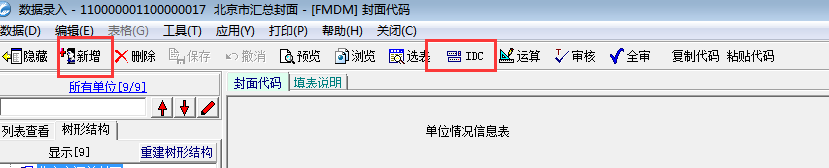 数据录入 - 110000001100000017 北京市汇总封面 - [FMDM] 封面代码
数据(D) 编辑(E) 表格(G) 工具(T) 应用(V) 打印(P) 帮助(H) 关闭(C)
隐藏 新增 删除 保存 撤消 预览 浏览 选表 IDC 运算 审核 全审 复制代码 粘贴代码
所有单位[9/9]
封面代码 填表说明
列表查看 树形结构
单位情况信息表
显示[9] 重建树形结构